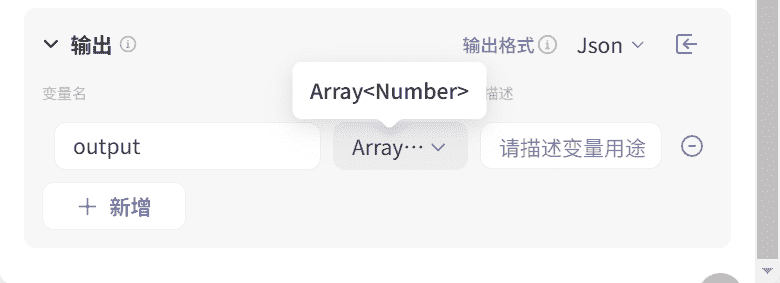 输出
输出格式 Json
Array<Number>
变量名 描述
output Array… 请描述变量用途
新增